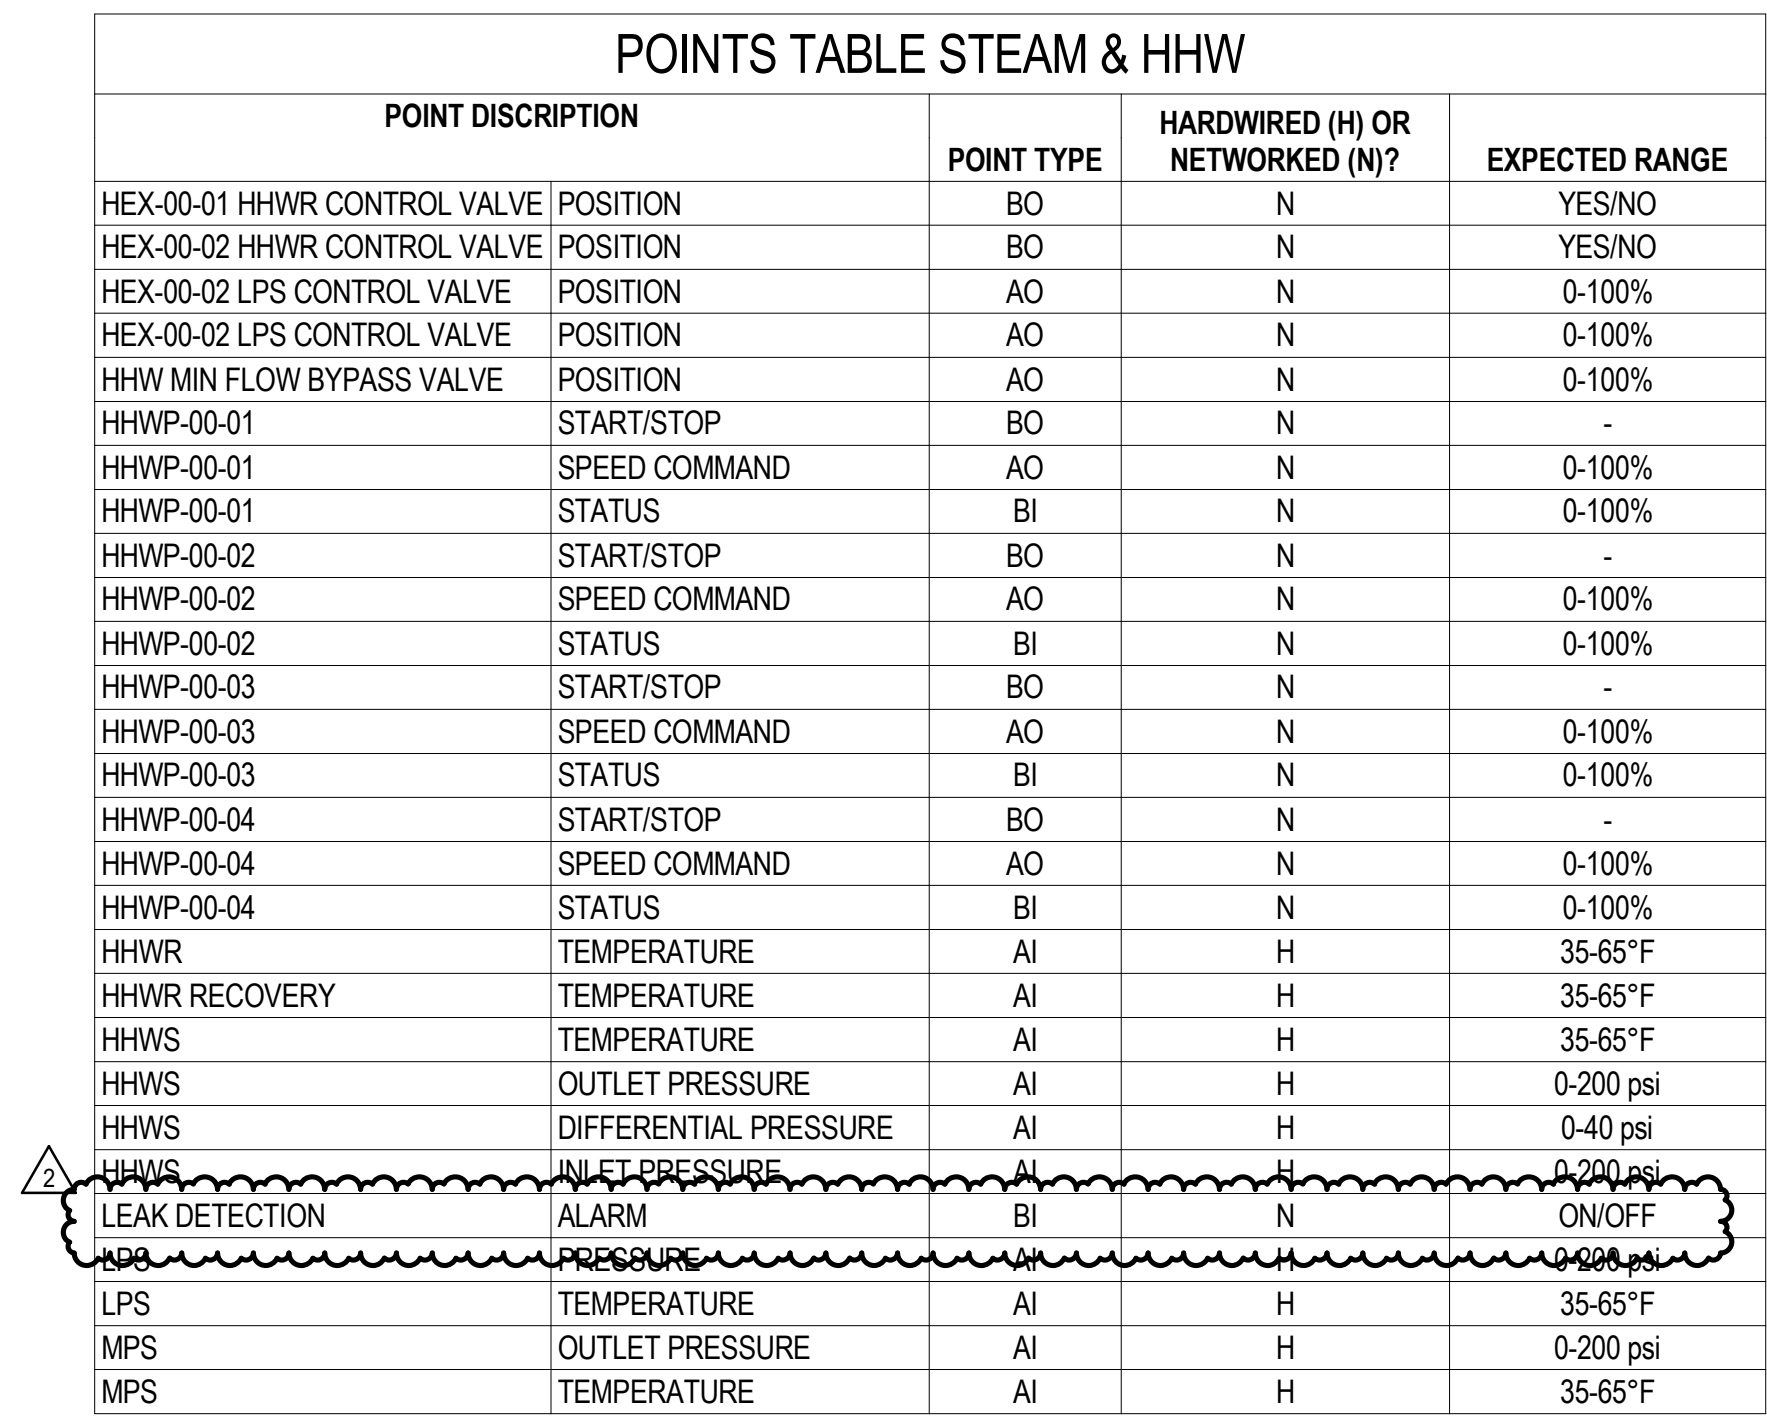 POINTS TABLE STEAM & HHW
POINT DISCRIPTION POINT TYPE HARDWIRED (H) OR NETWORKED (N)? EXPECTED RANGE
HEX-00-01 HHWR CONTROL VALVE POSITION BO N YES/NO
HEX-00-02 HHWR CONTROL VALVE POSITION BO N YES/NO
HEX-00-02 LPS CONTROL VALVE POSITION AO N 0-100%
HEX-00-02 LPS CONTROL VALVE POSITION AO N 0-100%
HHW MIN FLOW BYPASS VALVE POSITION AO N 0-100%
HHWP-00-01 START/STOP BO N -
HHWP-00-01 SPEED COMMAND AO N 0-100%
HHWP-00-01 STATUS BI N 0-100%
HHWP-00-02 START/STOP BO N -
HHWP-00-02 SPEED COMMAND AO N 0-100%
HHWP-00-02 STATUS BI N 0-100%
HHWP-00-03 START/STOP BO N -
HHWP-00-03 SPEED COMMAND AO N 0-100%
HHWP-00-03 STATUS BI N 0-100%
HHWP-00-04 START/STOP BO N -
HHWP-00-04 SPEED COMMAND AO N 0-100%
HHWP-00-04 STATUS BI N 0-100%
HHWR TEMPERATURE AI H 35-65°F
HHWR RECOVERY TEMPERATURE AI H 35-65°F
HHWS TEMPERATURE AI H 35-65°F
HHWS OUTLET PRESSURE AI H 0-200 psi
HHWS DIFFERENTIAL PRESSURE AI H 0-40 psi
2 HHWS INLET PRESSURE AI H 0-200 psi
LEAK DETECTION ALARM BI N ON/OFF
LPS PRESSURE AI H 0-200 psi
LPS TEMPERATURE AI H 35-65°F
MPS OUTLET PRESSURE AI H 0-200 psi
MPS TEMPERATURE AI H 35-65°F